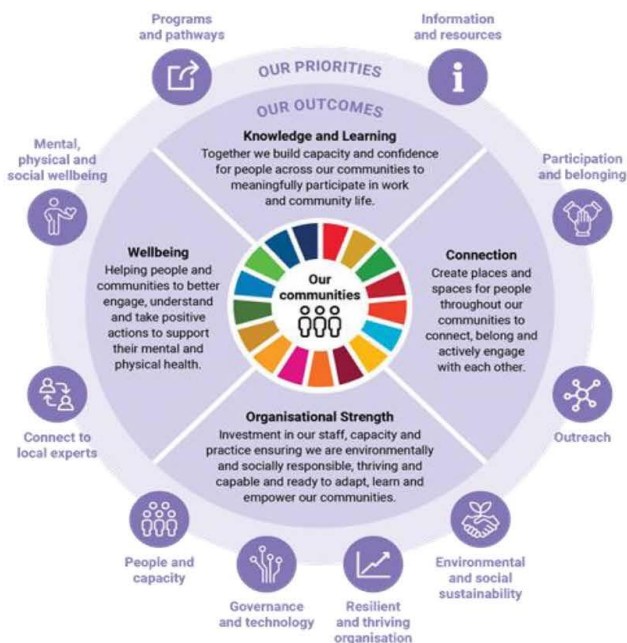 Programs
and pathways
Information
and resources
OUR PRIORITIES
OUR OUTCOMES
Knowledge and Learning
Together we build capacity and confidence
for people across our communities to
meaningfully participate in work
and community life.
Mental,
physical and
social wellbeing
Participation
and belonging
Wellbeing
Helping people and
communities to better
engage, understand
and take positive
actions to support
their mental and
physical health.
Our
communities
Connection
Create places and
spaces for people
throughout our
communities to
connect, belong and
actively engage
with each other.
Organisational Strength
Investment in our staff, capacity and
practice ensuring we are environmentally
and socially responsible, thriving and
capable and ready to adapt, learn and
empower our communities.
Connect to
local experts
Outreach
People and
capacity
Governance
and technology
Resilient
and thriving
organisation
Environmental
and social
sustainability